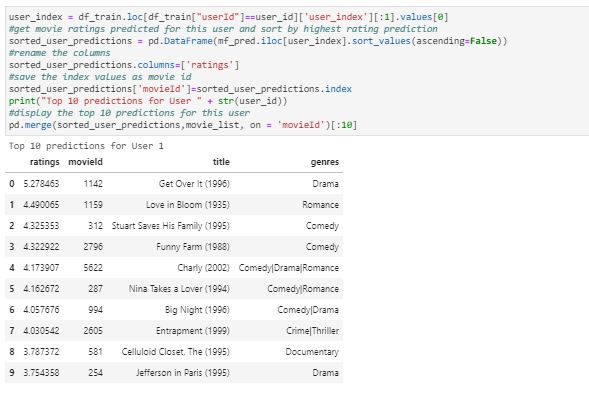 user_index = df_train.loc[df_train["userId"]==user_id]['user_index'][:1].values[0]
#get movie ratings predicted for this user and sort by highest rating prediction
sorted_user_predictions = pd.DataFrame(mf_pred.iloc[user_index].sort_values(ascending=False))
#rename the columns
sorted_user_predictions.columns=['ratings']
#save the index values as movie id
sorted_user_predictions['movieId']=sorted_user_predictions.index
print("Top 10 predictions for User " + str(user_id))
#display the top 10 predictions for this user
pd.merge(sorted_user_predictions,movie_list, on = 'movieId')[:10]
Top 10 predictions for User 1
ratings movieId title genres
0 5.278463 1142 Get Over It (1996) Drama
1 4.490065 1159 Love in Bloom (1935) Romance
2 4.325353 312 Stuart Saves His Family (1995) Comedy
3 4.322922 2796 Funny Farm (1988) Comedy
4 4.173907 5622 Charly (2002) Comedy|Drama|Romance
5 4.162672 287 Nina Takes a Lover (1994) Comedy|Romance
6 4.057676 994 Big Night (1996) Comedy|Drama
7 4.030542 2605 Entrapment (1999) Crime|Thriller
8 3.787372 581 Celluloid Closet, The (1995) Documentary
9 3.754358 254 Jefferson in Paris (1995) Drama